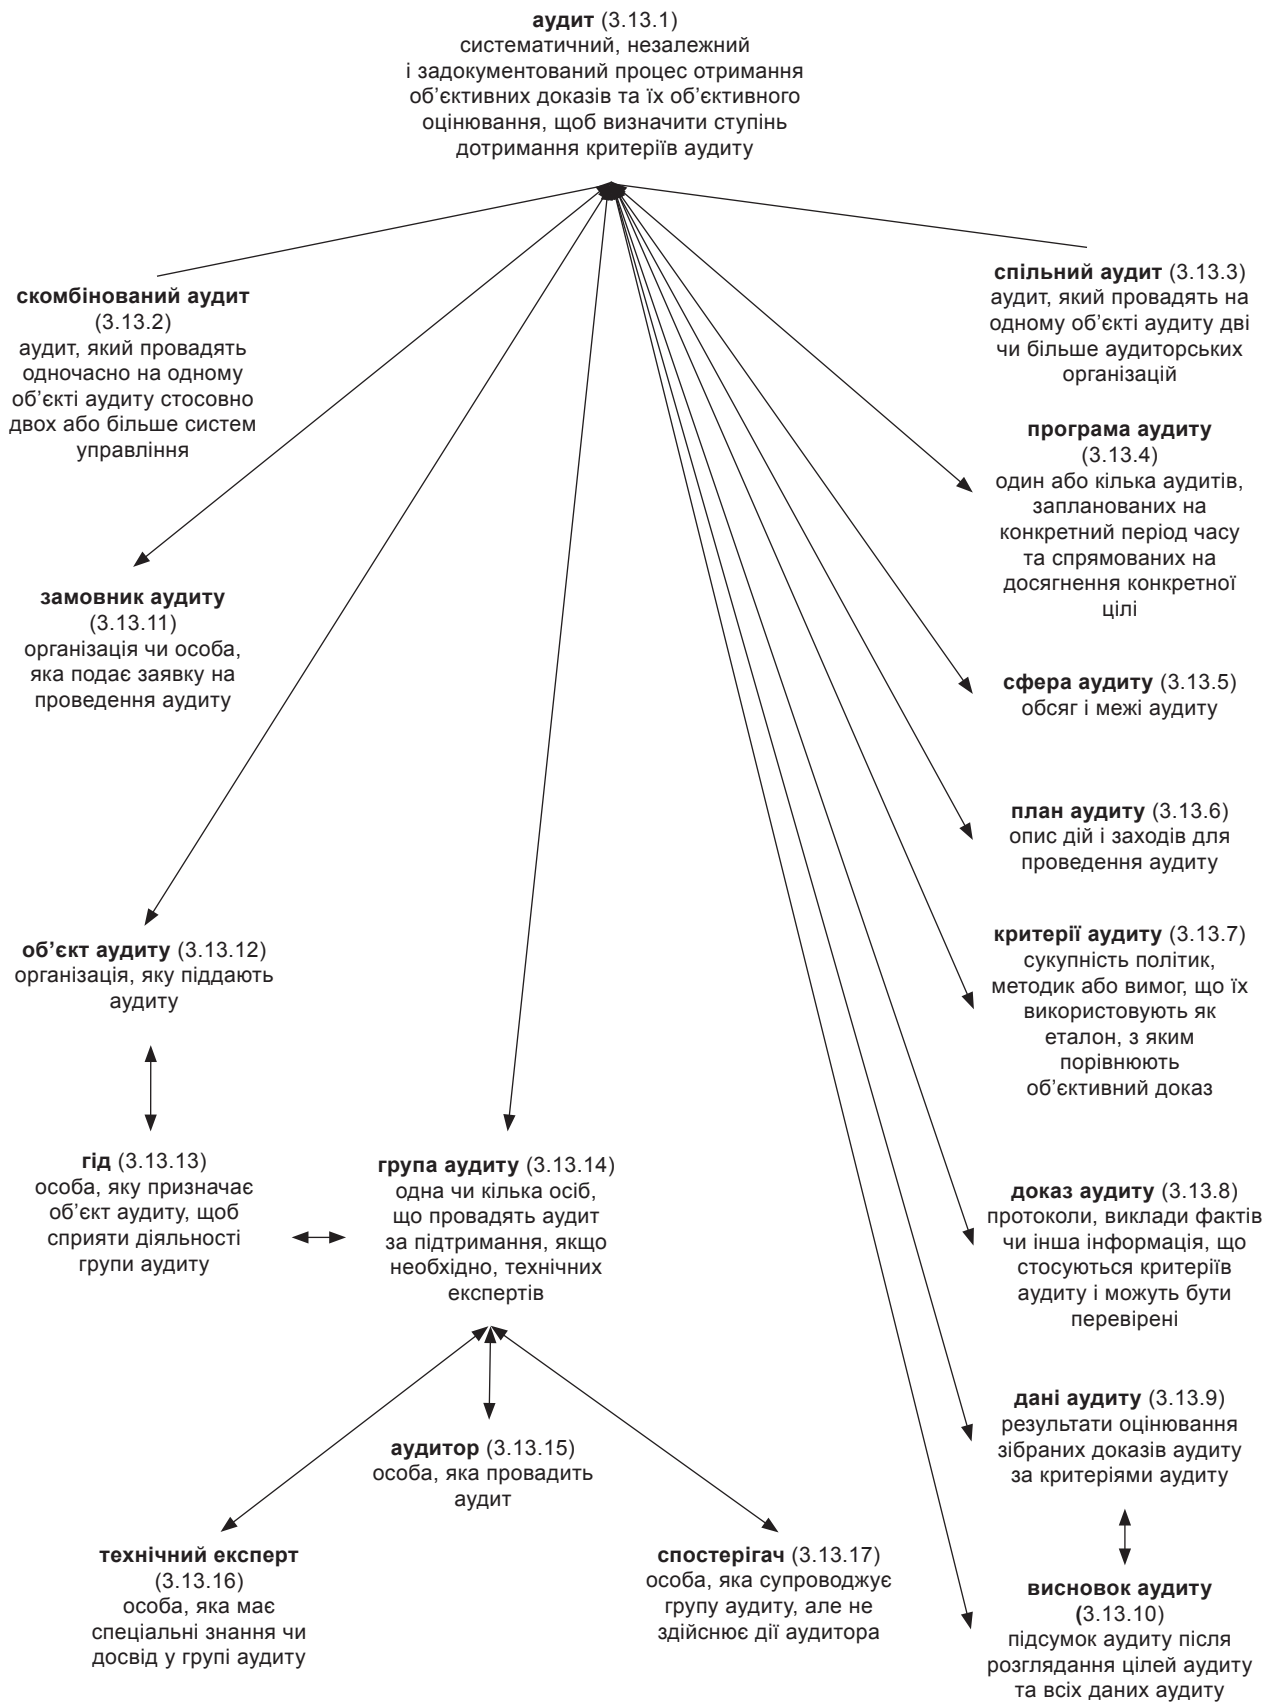 аудит (3.13.1)
систематичний, незалежний
і задокументований процес отримання
об’єктивних доказів та їх об’єктивного
оцінювання, щоб визначити ступінь
дотримання критеріїв аудиту
скомбінований аудит
(3.13.2)
аудит, який провадять
одночасно на одному
об’єкті аудиту стосовно
двох або більше систем
управління
спільний аудит (3.13.3)
аудит, який провадять на
одному об’єкті аудиту дві
чи більше аудиторських
організацій
програма аудиту
(3.13.4)
один або кілька аудитів,
запланованих на
конкретний період часу
та спрямованих на
досягнення конкретної
цілі
замовник аудиту
(3.13.11)
організація чи особа,
яка подає заявку на
проведення аудиту
сфера аудиту (3.13.5)
обсяг і межі аудиту
план аудиту (3.13.6)
опис дій і заходів для
проведення аудиту
об’єкт аудиту (3.13.12)
організація, яку піддають
аудиту
критерії аудиту (3.13.7)
сукупність політик,
методик або вимог, що їх
використовують як
еталон, з яким
порівнюють
об’єктивний доказ
гід (3.13.13)
особа, яку призначає
об’єкт аудиту, щоб
сприяти діяльності
групи аудиту
група аудиту (3.13.14)
одна чи кілька осіб,
що провадять аудит
за підтримання, якщо
необхідно, технічних
експертів
доказ аудиту (3.13.8)
протоколи, виклади фактів
чи інша інформація, що
стосуються критеріїв
аудиту і можуть бути
перевірені
дані аудиту (3.13.9)
результати оцінювання
зібраних доказів аудиту
за критеріями аудиту
аудитор (3.13.15)
особа, яка провадить
аудит
технічний експерт
(3.13.16)
особа, яка має
спеціальні знання чи
досвід у групі аудиту
спостерігач (3.13.17)
особа, яка супроводжує
групу аудиту, але не
здійснює дії аудитора
висновок аудиту
(3.13.10)
підсумок аудиту після
розглядання цілей аудиту
та всіх даних аудиту